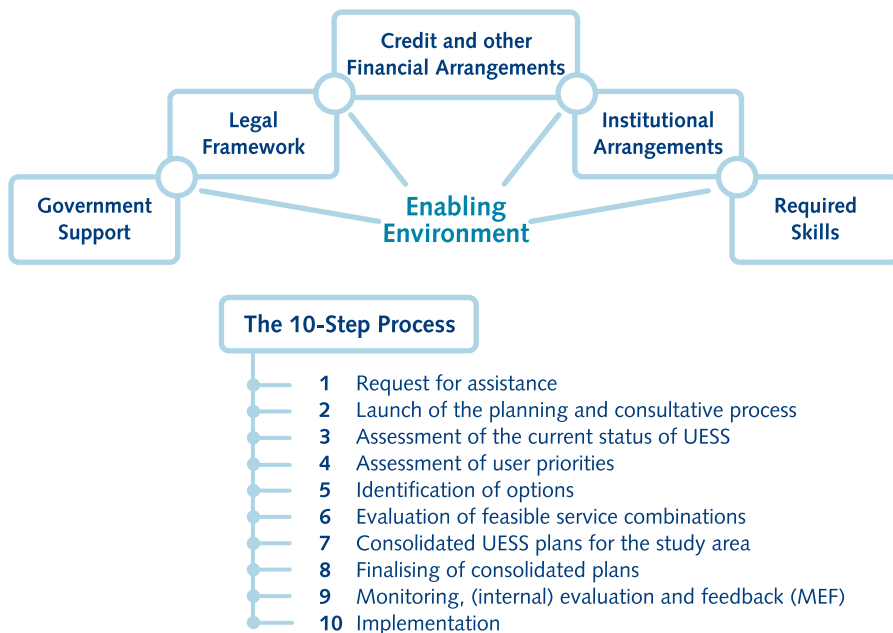 Credit and other
Financial Arrangements
Legal
Framework
Institutional
Arrangements
Government
Support
Enabling
Environment
Required
Skills
The 10-Step Process
1 Request for assistance
2 Launch of the planning and consultative process
3 Assessment of the current status of UESS
4 Assessment of user priorities
5 Identification of options
6 Evaluation of feasible service combinations
7 Consolidated UESS plans for the study area
8 Finalising of consolidated plans
9 Monitoring, (internal) evaluation and feedback (MEF)
10 Implementation